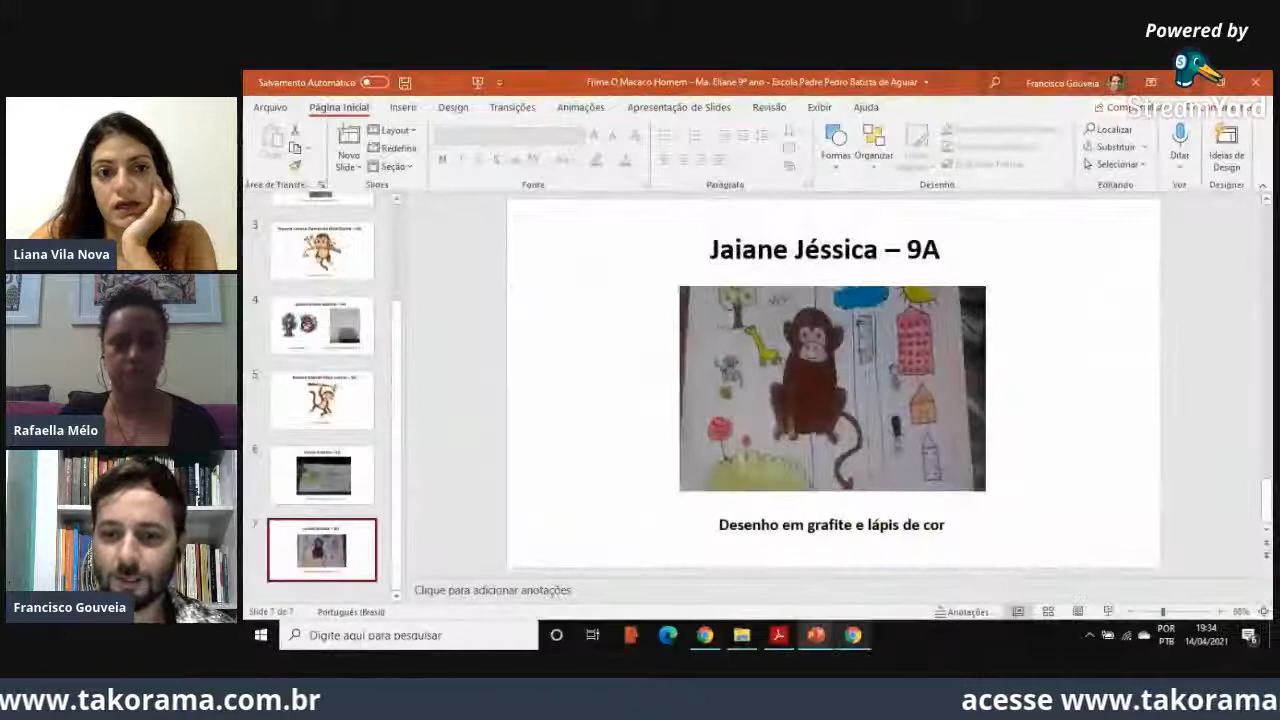 Powered by
StreamYard
Salvamento Automático
Filme O Macaco Homem – Ma. Eliane 9º ano - Escola Padre Pedro Batista de Aguiar
Francisco Gouveia
Arquivo
Página Inicial
Inserir
Design
Transições
Animações
Apresentação de Slides
Revisão
Exibir
Ajuda
Novo
Slide
Layout
Redefinir
Seção
Formas
Organizar
Localizar
Substituir
Selecionar
Ditar
Ideias de
Design
Área de Transfe...
Slides
Fonte
Parágrafo
Desenho
Editando
Voz
Designer
3
4
5
6
7
Jaiane Jéssica – 9A
Desenho em grafite e lápis de cor
Clique para adicionar anotações
Slide 7 de 7
Português (Brasil)
Anotações
Digite aqui para pesquisar
POR
PTB
19:34
14/04/2021
Liana Vila Nova
Rafaella Mélo
Francisco Gouveia
www.takorama.com.br
acesse www.takorama